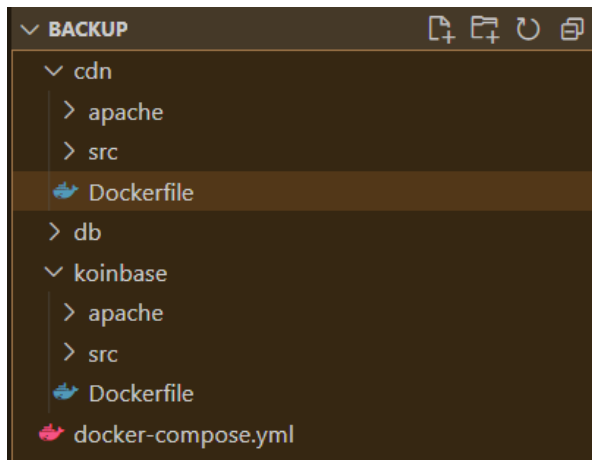 BACKUP
cdn
apache
src
Dockerfile
db
koinbase
apache
src
Dockerfile
docker-compose.yml